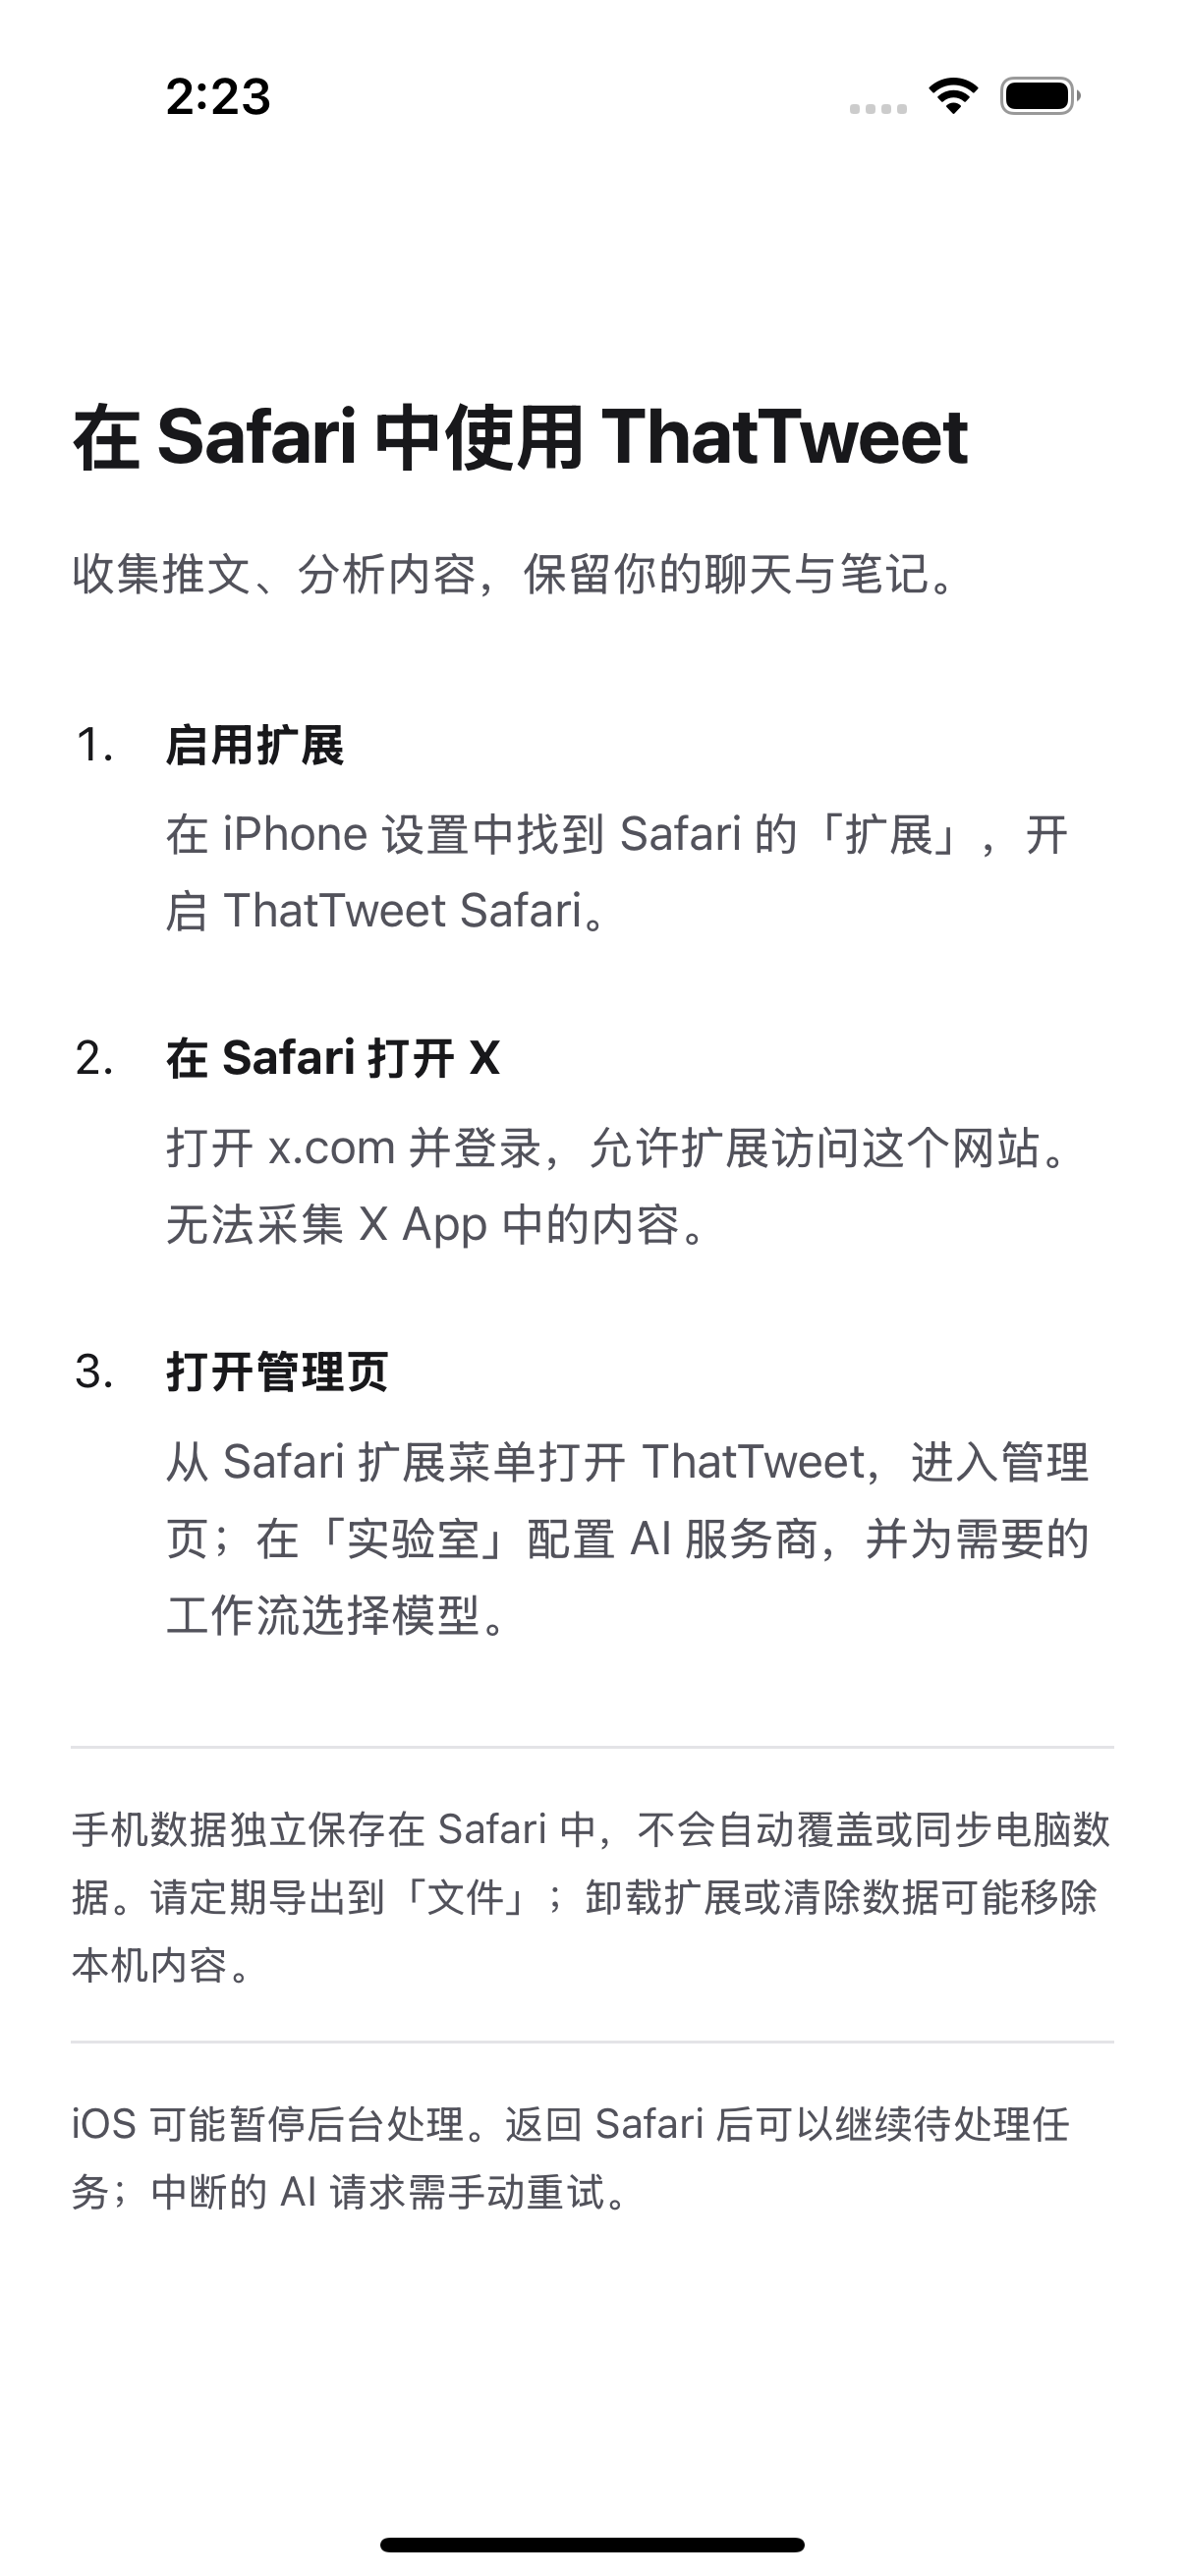 2:23
在 Safari 中使用 ThatTweet
收集推文、分析内容，保留你的聊天与笔记。
1. 启用扩展
在 iPhone 设置中找到 Safari 的「扩展」，开
启 ThatTweet Safari。
2. 在 Safari 打开 X
打开 x.com 并登录，允许扩展访问这个网站。
无法采集 X App 中的内容。
3. 打开管理页
从 Safari 扩展菜单打开 ThatTweet，进入管理
页；在「实验室」配置 AI 服务商，并为需要的
工作流选择模型。
手机数据独立保存在 Safari 中，不会自动覆盖或同步电脑数
据。请定期导出到「文件」；卸载扩展或清除数据可能移除
本机内容。
iOS 可能暂停后台处理。返回 Safari 后可以继续待处理任
务；中断的 AI 请求需手动重试。